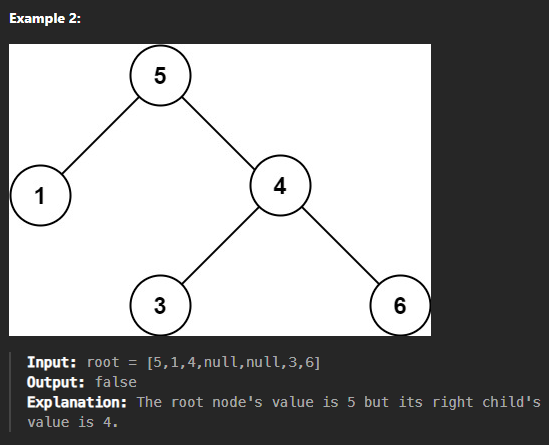 Example 2:
5
1
4
3
6
Input: root = [5,1,4,null,null,3,6]
Output: false
Explanation: The root node's value is 5 but its right child's
value is 4.